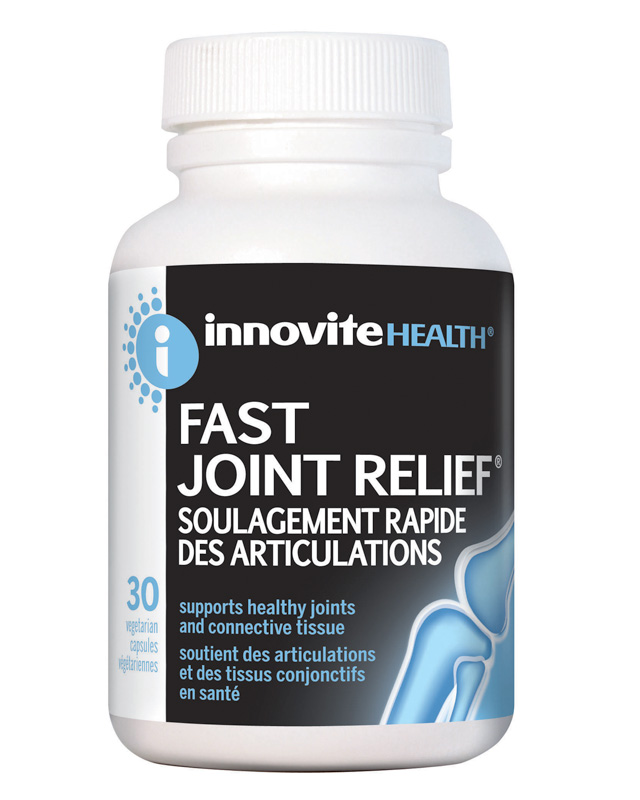 i innovite HEALTH®
FAST
JOINT RELIEF®
SOULAGEMENT RAPIDE
DES ARTICULATIONS
30
vegetarian
capsules
végétariennes
supports healthy joints
and connective tissue
soutient des articulations
et des tissus conjonctifs
en santé